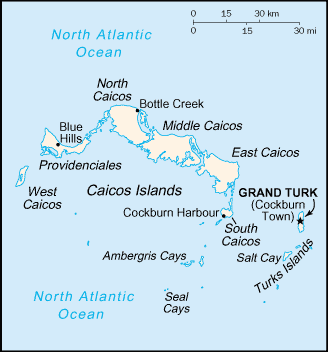 0 15 30 km
0 15 30 mi
North Atlantic
Ocean
North
Caicos
Bottle Creek
Blue
Hills
Middle Caicos
Providenciales
East Caicos
West
Caicos
Caicos Islands
GRAND TURK
(Cockburn
Town)
Cockburn Harbour
South
Caicos
Ambergris Cays
Salt Cay
Turks Islands
Seal
Cays
North Atlantic
Ocean